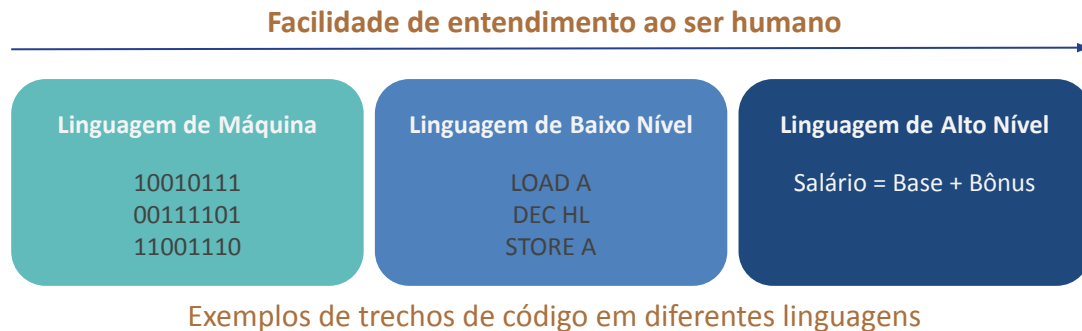 Facilidade de entendimento ao ser humano
Linguagem de Máquina
10010111
00111101
11001110
Linguagem de Baixo Nível
LOAD A
DEC HL
STORE A
Linguagem de Alto Nível
Salário = Base + Bônus
Exemplos de trechos de código em diferentes linguagens